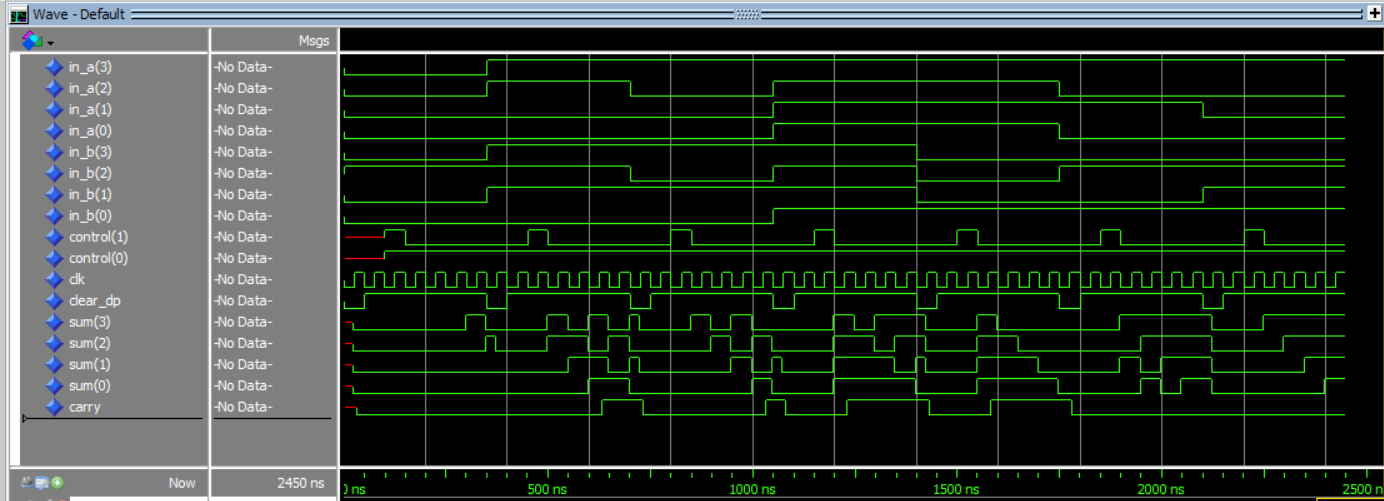 Wave - Default
Msgs
in_a(3) -No Data-
in_a(2) -No Data-
in_a(1) -No Data-
in_a(0) -No Data-
in_b(3) -No Data-
in_b(2) -No Data-
in_b(1) -No Data-
in_b(0) -No Data-
control(1) -No Data-
control(0) -No Data-
clk -No Data-
clear_dp -No Data-
sum(3) -No Data-
sum(2) -No Data-
sum(1) -No Data-
sum(0) -No Data-
carry -No Data-
Now 2450 ns
0 ns 500 ns 1000 ns 1500 ns 2000 ns 2500 n